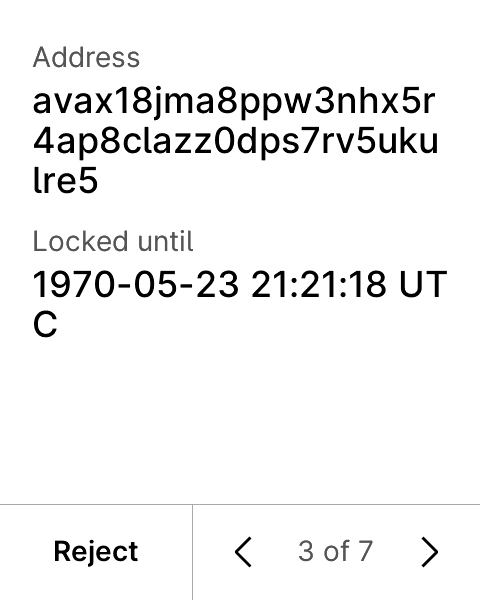 Address
avax18jma8ppw3nhx5r
4ap8clazz0dps7rv5uku
lre5
Locked until
1970-05-23 21:21:18 UT
C
Reject
3 of 7